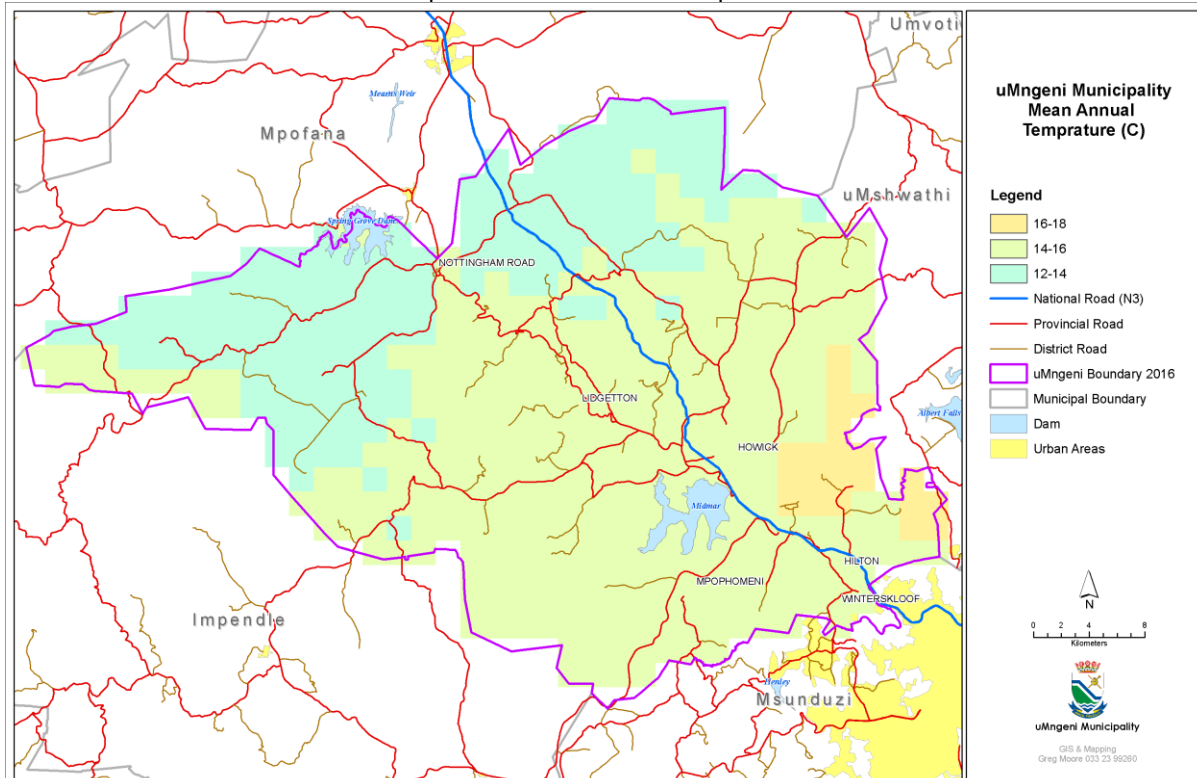 Umvoti
Mearns Weir
Mpofana
uMshwathi
Spring Grove Dam
NOTTINGHAM ROAD
LIDGETTON
Albert Falls
HOWICK
Midmar
HILTON
MPOPHOMENI
WINTERSKLOOF
Impendle
Henley
Msunduzi
uMngeni Municipality
Mean Annual
Temprature (C)
Legend
16-18
14-16
12-14
National Road (N3)
Provincial Road
District Road
uMngeni Boundary 2016
Municipal Boundary
Dam
Urban Areas
N
0 2 4 8
Kilometers
uMngeni Municipality
GIS & Mapping
Greg Moore 033 23 99260